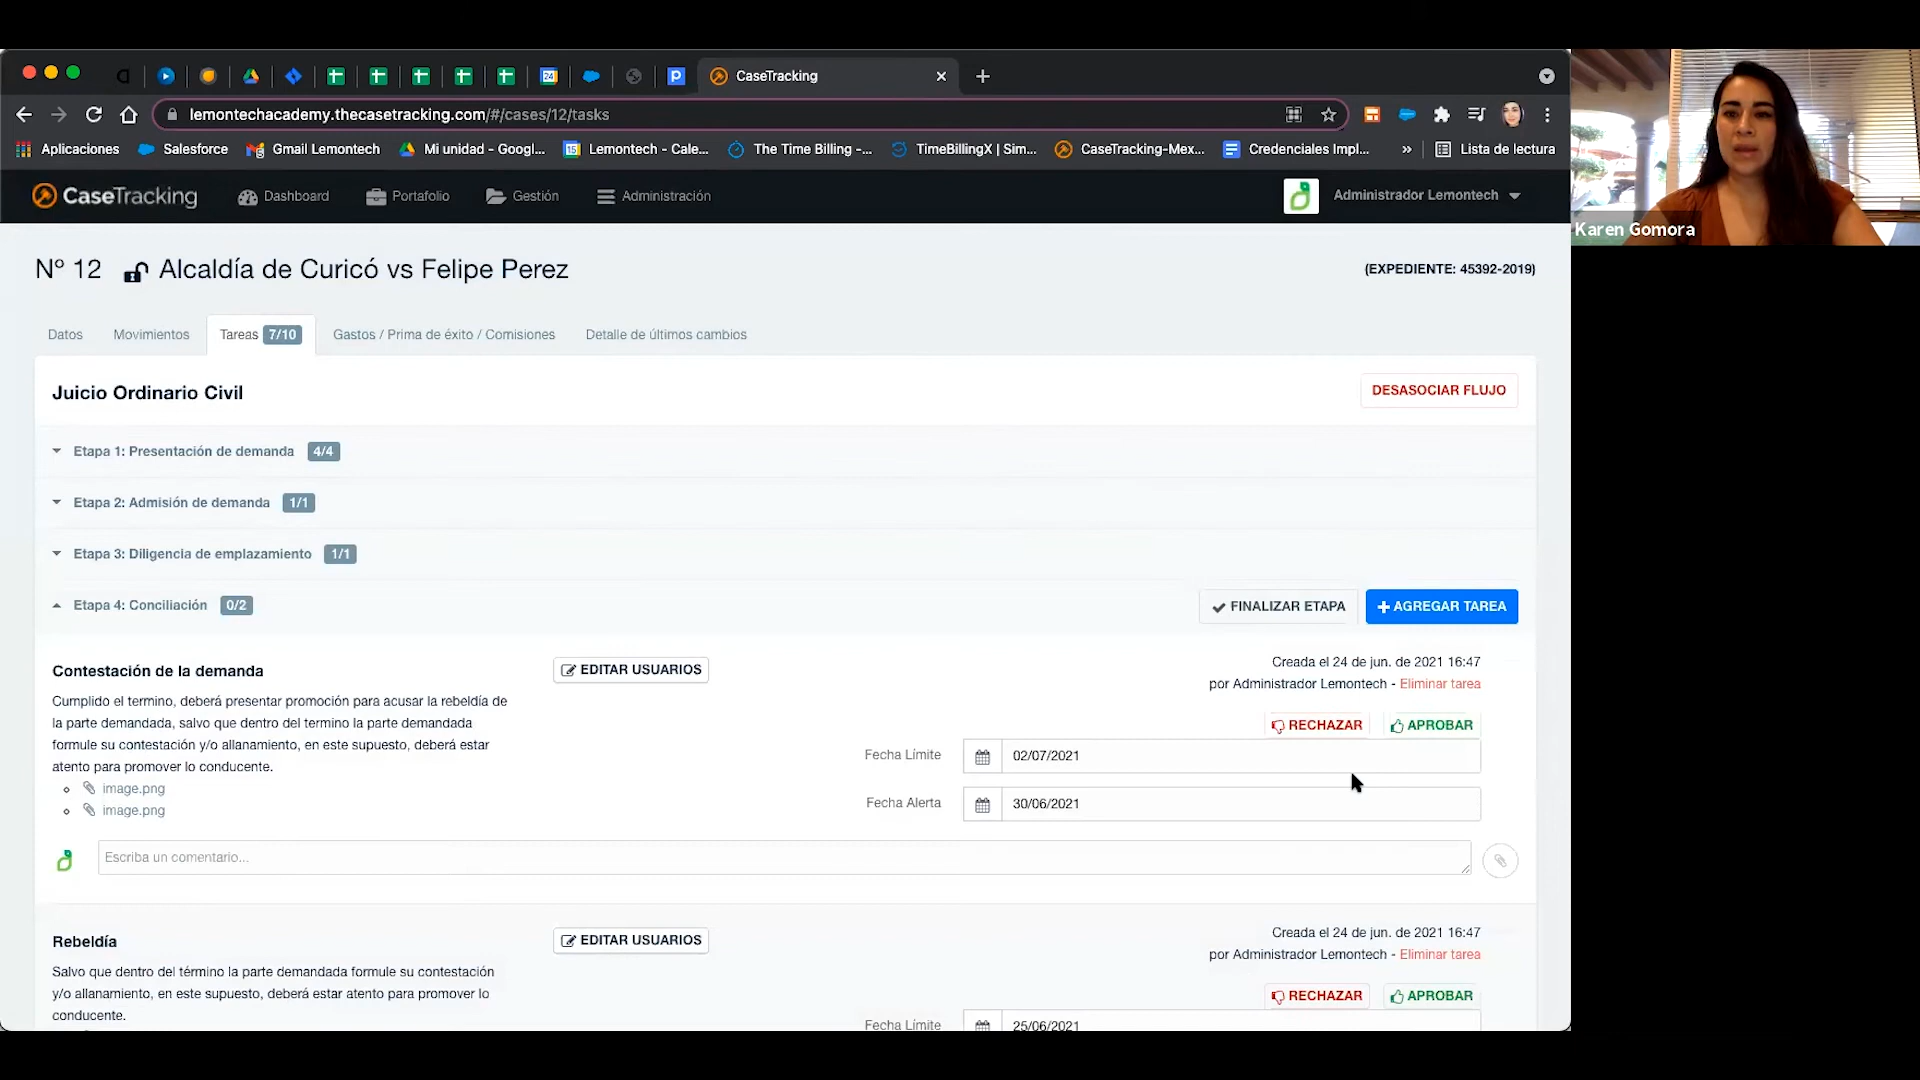 CaseTracking
lemontechacademy.thecasetracking.com/#/cases/12/tasks
Aplicaciones
Salesforce
Gmail Lemontech
Mi unidad - Googl...
Lemontech - Cale...
The Time Billing -...
TimeBillingX | Sim...
CaseTracking-Mex...
Credenciales Impl...
»
Lista de lectura
CaseTracking
Dashboard
Portafolio
Gestión
Administración
Administrador Lemontech
Karen Gomora
Nº 12 Alcaldía de Curicó vs Felipe Perez
(EXPEDIENTE: 45392-2019)
Datos
Movimientos
Tareas 7/10
Gastos / Prima de éxito / Comisiones
Detalle de últimos cambios
Juicio Ordinario Civil
DESASOCIAR FLUJO
Etapa 1: Presentación de demanda 4/4
Etapa 2: Admisión de demanda 1/1
Etapa 3: Diligencia de emplazamiento 1/1
Etapa 4: Conciliación 0/2
FINALIZAR ETAPA
AGREGAR TAREA
Contestación de la demanda
EDITAR USUARIOS
Creada el 24 de jun. de 2021 16:47
por Administrador Lemontech - Eliminar tarea
Cumplido el termino, deberá presentar promoción para acusar la rebeldía de
la parte demandada, salvo que dentro del termino la parte demandada
formule su contestación y/o allanamiento, en este supuesto, deberá estar
atento para promover lo conducente.
image.png
image.png
RECHAZAR
APROBAR
Fecha Límite
02/07/2021
Fecha Alerta
30/06/2021
Escriba un comentario...
Rebeldía
EDITAR USUARIOS
Creada el 24 de jun. de 2021 16:47
por Administrador Lemontech - Eliminar tarea
Salvo que dentro del término la parte demandada formule su contestación
y/o allanamiento, en este supuesto, deberá estar atento para promover lo
conducente.
RECHAZAR
APROBAR
Fecha Límite
25/06/2021